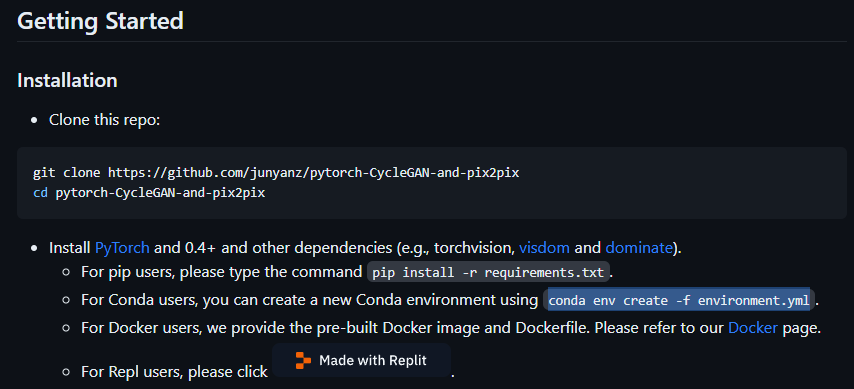 Getting Started
Installation
Clone this repo:
git clone https://github.com/junyanz/pytorch-CycleGAN-and-pix2pix
cd pytorch-CycleGAN-and-pix2pix
Install PyTorch and 0.4+ and other dependencies (e.g., torchvision, visdom and dominate).
For pip users, please type the command pip install -r requirements.txt.
For Conda users, you can create a new Conda environment using conda env create -f environment.yml.
For Docker users, we provide the pre-built Docker image and Dockerfile. Please refer to our Docker page.
For Repl users, please click Made with Replit.